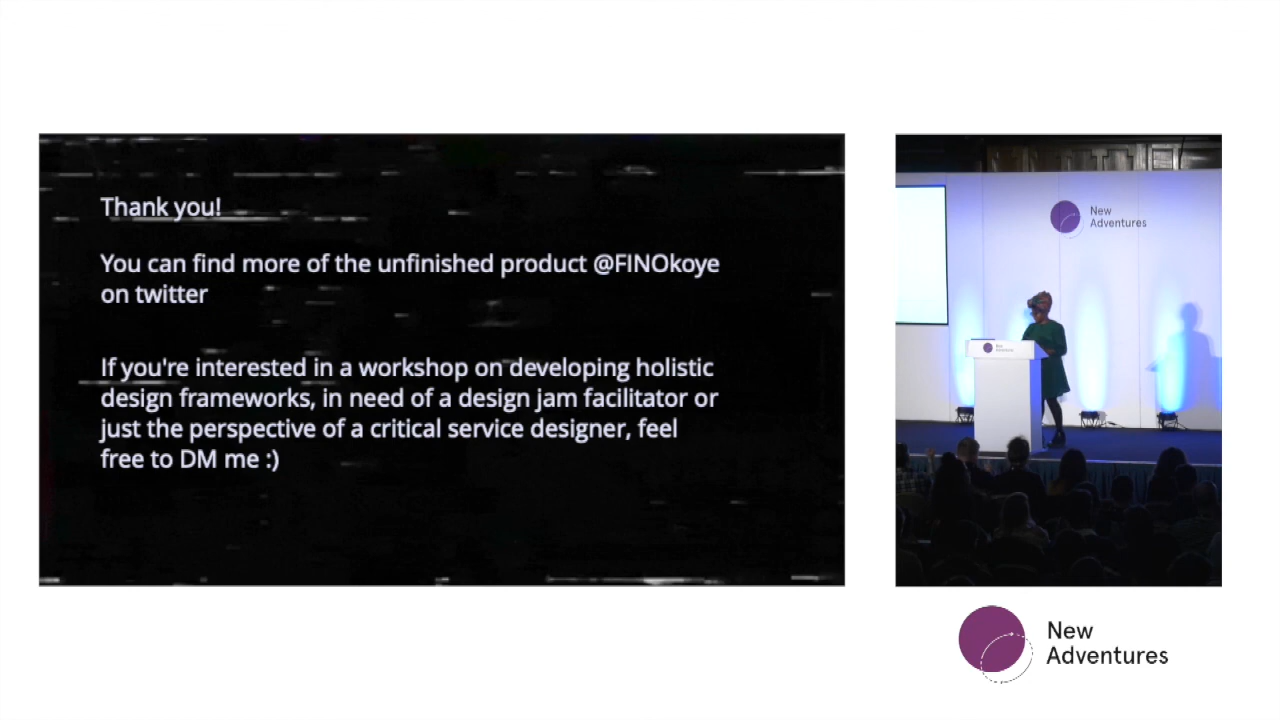 Thank you!
You can find more of the unfinished product @FINOkoye
on twitter
If you're interested in a workshop on developing holistic
design frameworks, in need of a design jam facilitator or
just the perspective of a critical service designer, feel
free to DM me :)
New
Adventures
New
Adventures